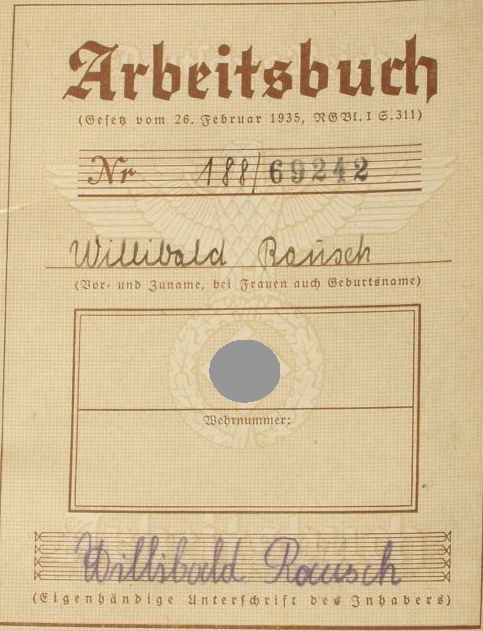 Arbeitsbuch
(Gesetz vom 26. Februar 1935, RGBl. I S. 311)
Nr 188/69242
Willibald Rausch
(Vor- und Zuname, bei Frauen auch Geburtsname)
Wehrnummer:
Willibald Rausch
(Eigenhändige Unterschrift des Inhabers)